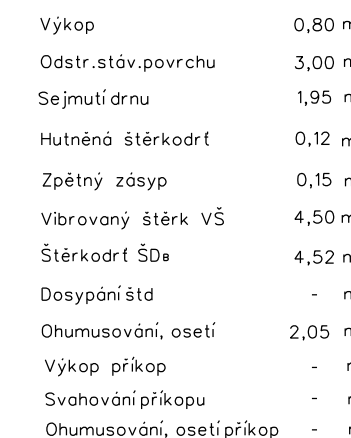 Výkop 0,80 m
Odstr.stáv.povrchu 3,00
Sejmutí drnu 1,95
Hutněná štěrkodrť 0,12 m
Zpětný zásyp 0,15
Vibrovaný štěrk VŠ 4,50 m
Štěrkodrť ŠDB 4,52
Dosypání štd -
Ohumusování, osetí 2,05
Výkop příkop -
Svahování příkopu -
Ohumusování, osetí příkop -